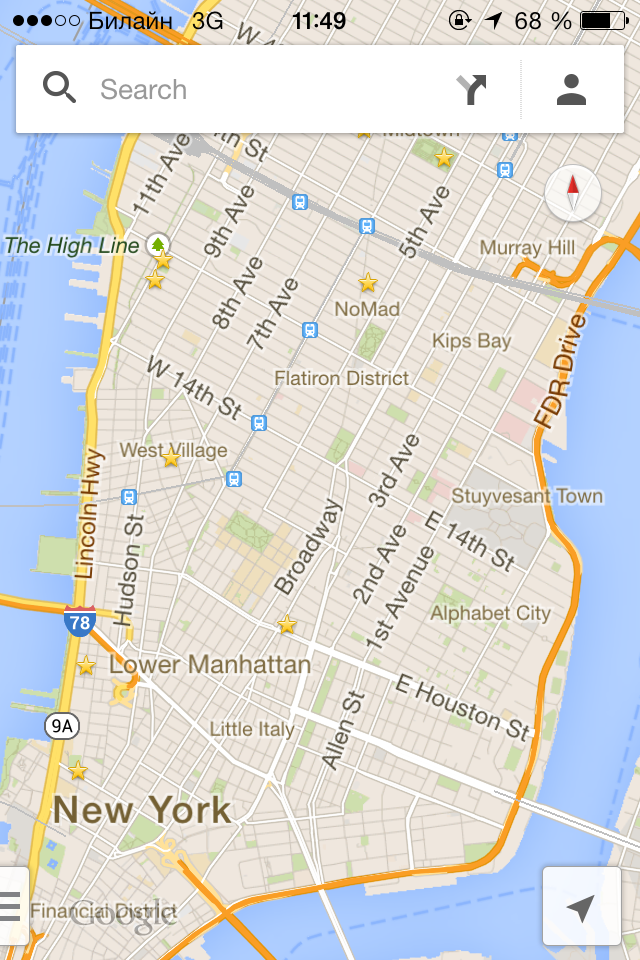 Билайн 3G 11:49 68 %
W 4
Search
Midtown
th St
11th Ave
9th Ave
5th Ave
The High Line
Murray Hill
8th Ave
7th Ave
NoMad
Kips Bay
FDR Drive
W 14th St
Flatiron District
West Village
3rd Ave
Lincoln Hwy
Stuyvesant Town
Hudson St
Broadway
E 14th St
2nd Ave
1st Avenue
Alphabet City
78
Lower Manhattan
E Houston St
9A
Little Italy
Allen St
New York
Financial District
Google